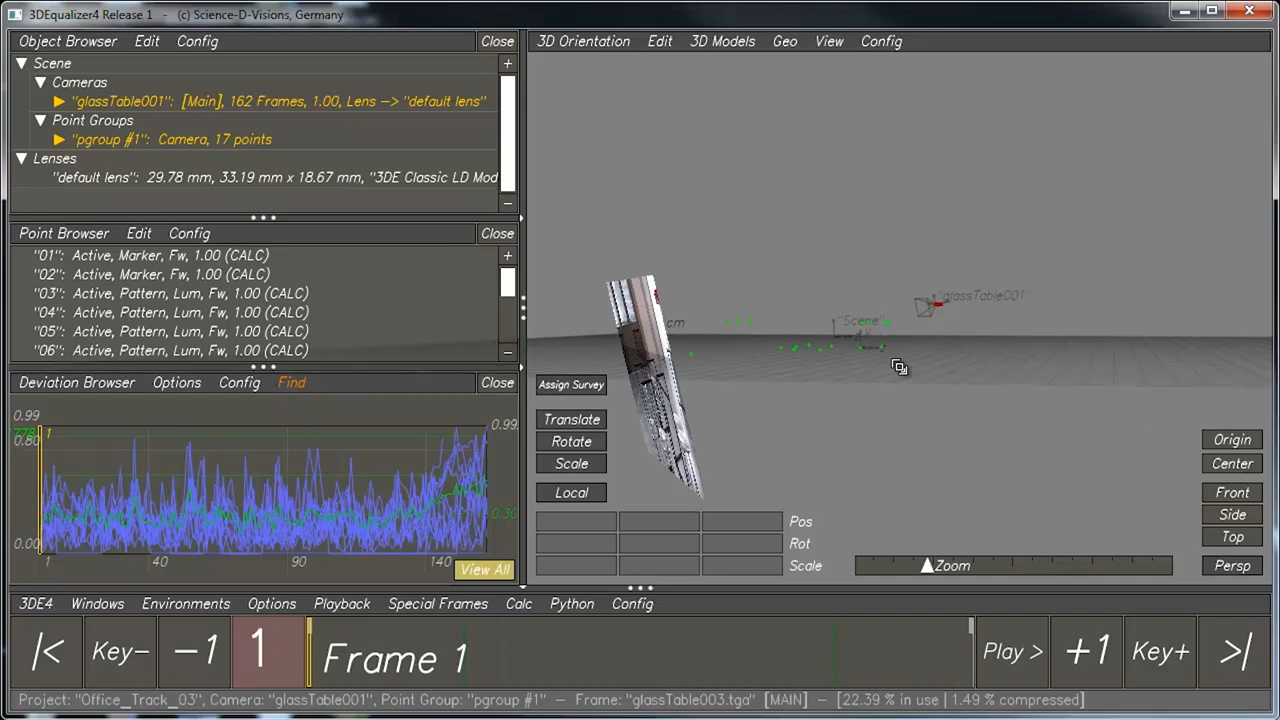 3DEqualizer4 Release 1  -  (c) Science-D-Visions, Germany
Object Browser Edit Config Close
Scene
Cameras
"glassTable001": [Main], 162 Frames, 1.00, Lens -> "default lens"
Point Groups
"pgroup #1": Camera, 17 points
Lenses
"default lens": 29.78 mm, 33.19 mm x 18.67 mm, "3DE Classic LD Mod
Point Browser Edit Config Close
"01": Active, Marker, Fw, 1.00 (CALC)
"02": Active, Marker, Fw, 1.00 (CALC)
"03": Active, Pattern, Lum, Fw, 1.00 (CALC)
"04": Active, Pattern, Lum, Fw, 1.00 (CALC)
"05": Active, Pattern, Lum, Fw, 1.00 (CALC)
"06": Active, Pattern, Lum, Fw, 1.00 (CALC)
Deviation Browser Options Config Find Close
0.99
0.80
0.00
1
0.99
0.30
1 40 90 140
View All
3D Orientation Edit 3D Models Geo View Config
cm
"Scene"
"glassTable001"
Assign Survey
Translate
Rotate
Scale
Local
Pos
Rot
Scale
Zoom
Origin
Center
Front
Side
Top
Persp
3DE4 Windows Environments Options Playback Special Frames Calc Python Config
|< Key- -1 1 Frame 1 Play > +1 Key+ >|
Project: "Office_Track_03", Camera: "glassTable001", Point Group: "pgroup #1"  -  Frame: "glassTable003.tga"  [MAIN]  -  [22.39 % in use | 1.49 % compressed]